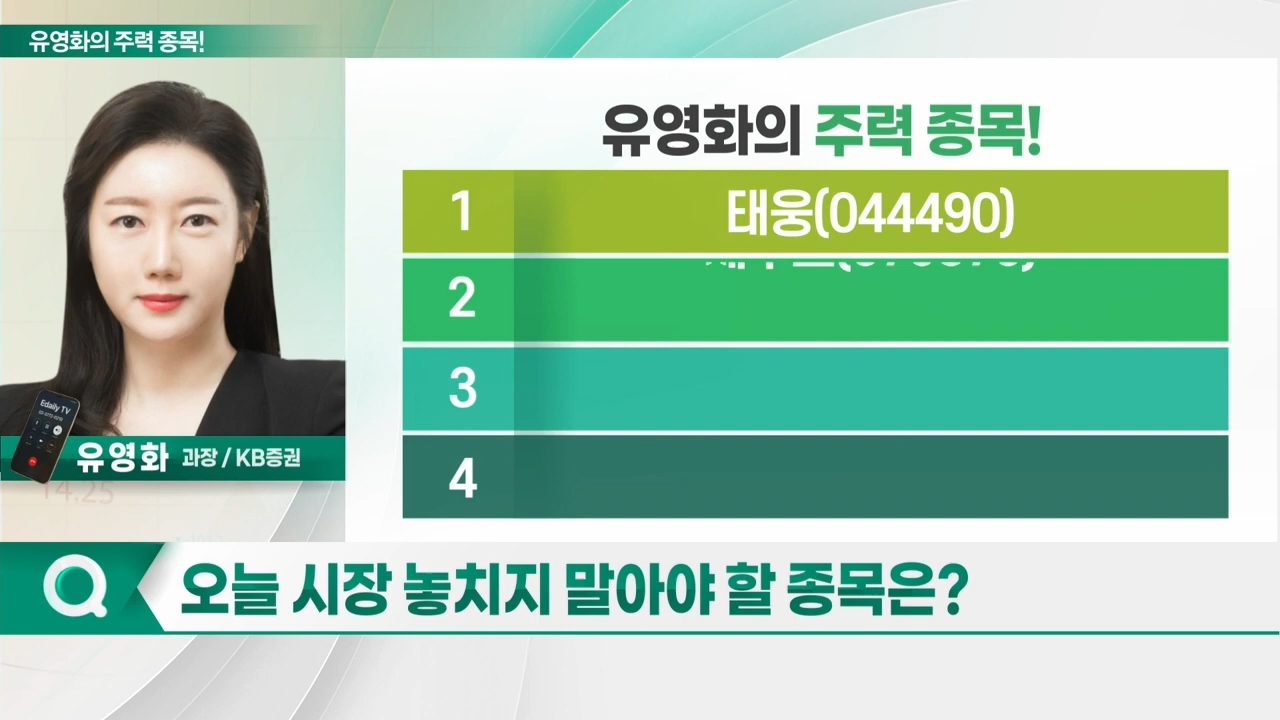 유영화의 주력 종목!
유영화의 주력 종목!
1 태웅(044490)
2
3
4
Edaily TV
유영화 과장 / KB증권
14.25
오늘 시장 놓치지 말아야 할 종목은?